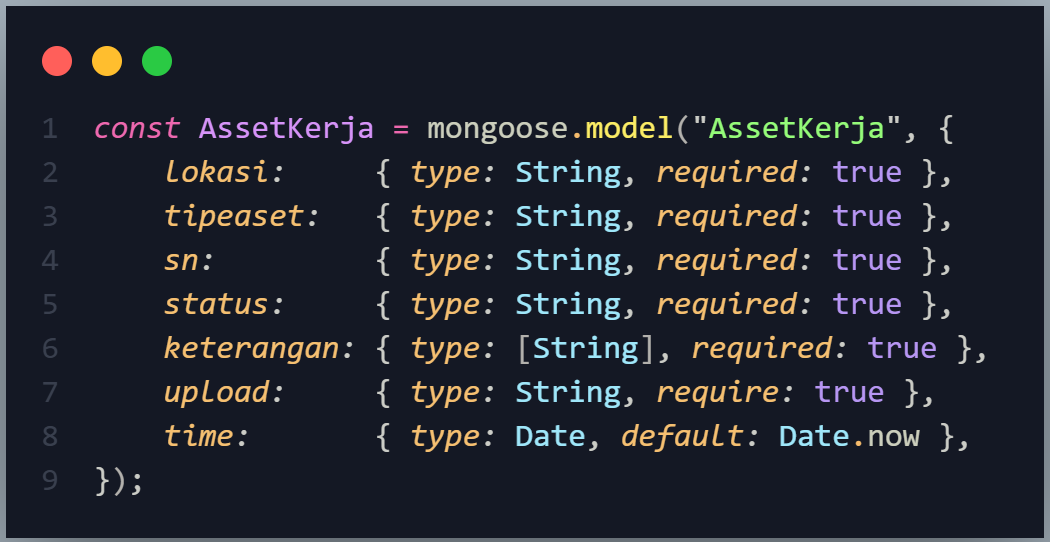 1 const AssetKerja = mongoose.model("AssetKerja", {
2     lokasi:     { type: String, required: true },
3     tipeaset:   { type: String, required: true },
4     sn:         { type: String, required: true },
5     status:     { type: String, required: true },
6     keterangan: { type: [String], required: true },
7     upload:     { type: String, require: true },
8     time:       { type: Date, default: Date.now },
9 });